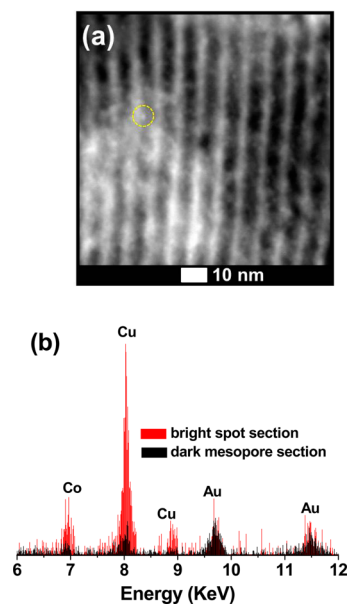 (a)
10 nm
(b)
Cu
bright spot section
dark mesopore section
Co
Cu
Au
Au
6 7 8 9 10 11 12
Energy (KeV)